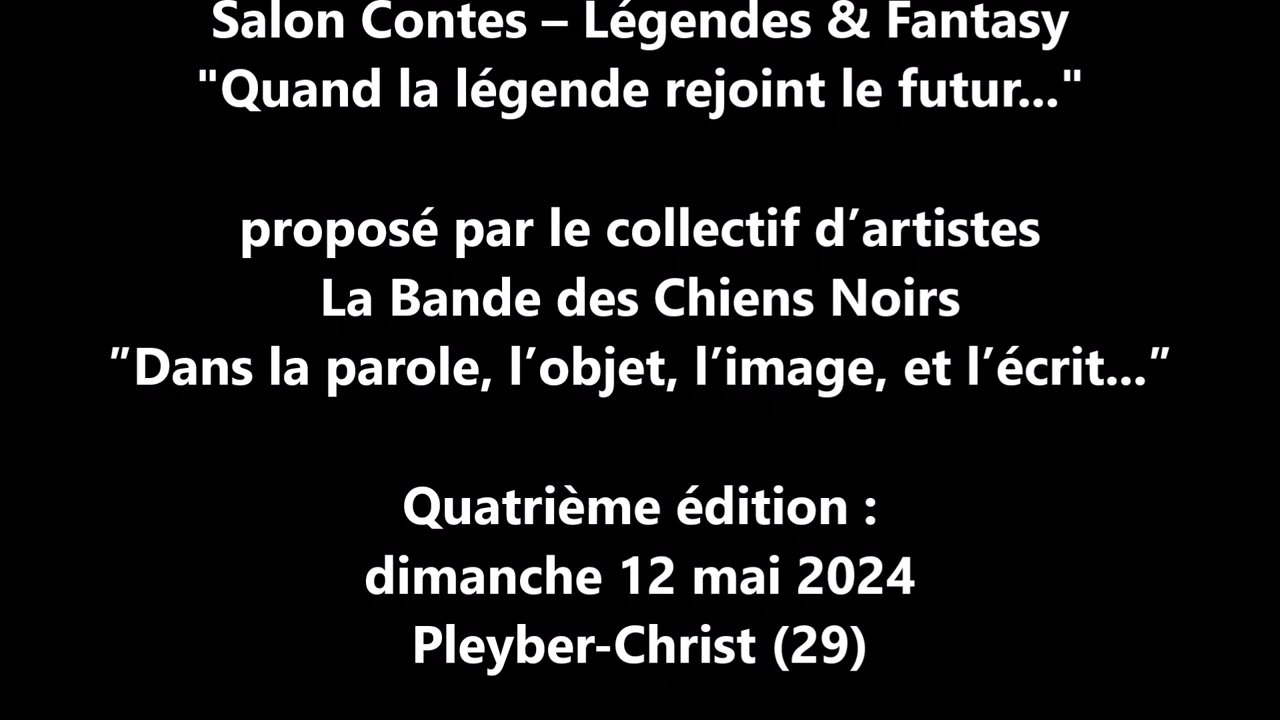 Salon Contes – Légendes & Fantasy
"Quand la légende rejoint le futur..."
proposé par le collectif d’artistes
La Bande des Chiens Noirs
”Dans la parole, l’objet, l’image, et l’écrit...”
Quatrième édition :
dimanche 12 mai 2024
Pleyber-Christ (29)